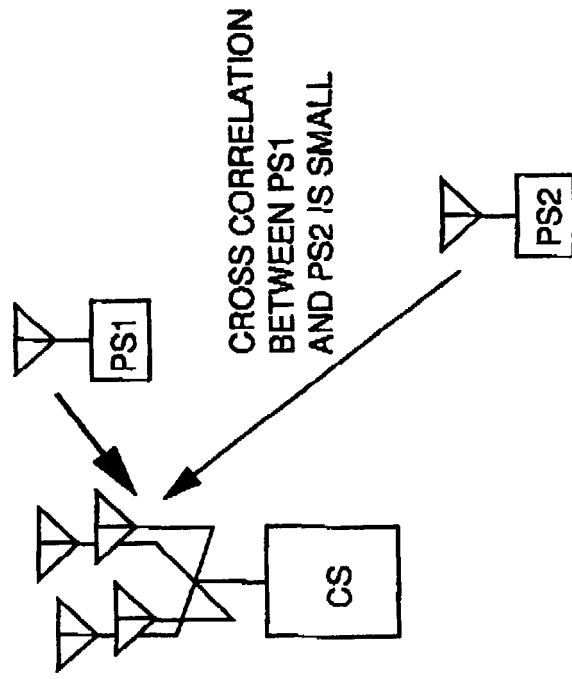 PS1
CROSS CORRELATION
BETWEEN PS1
AND PS2 IS SMALL
PS2
CS